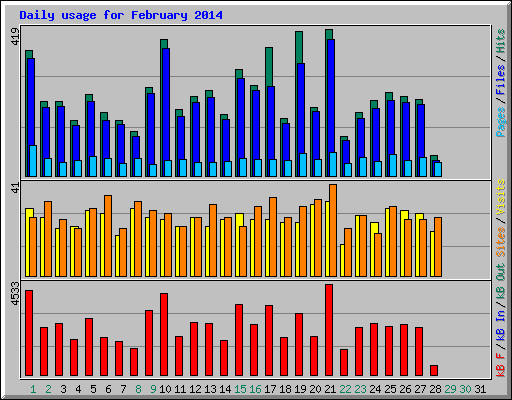 Daily usage for February 2014
419
Pages / Files / Hits
41
Sites / Visits
4533
kB F / kB In / kB Out
1 2 3 4 5 6 7 8 9 10 11 12 13 14 15 16 17 18 19 20 21 22 23 24 25 26 27 28 29 30 31